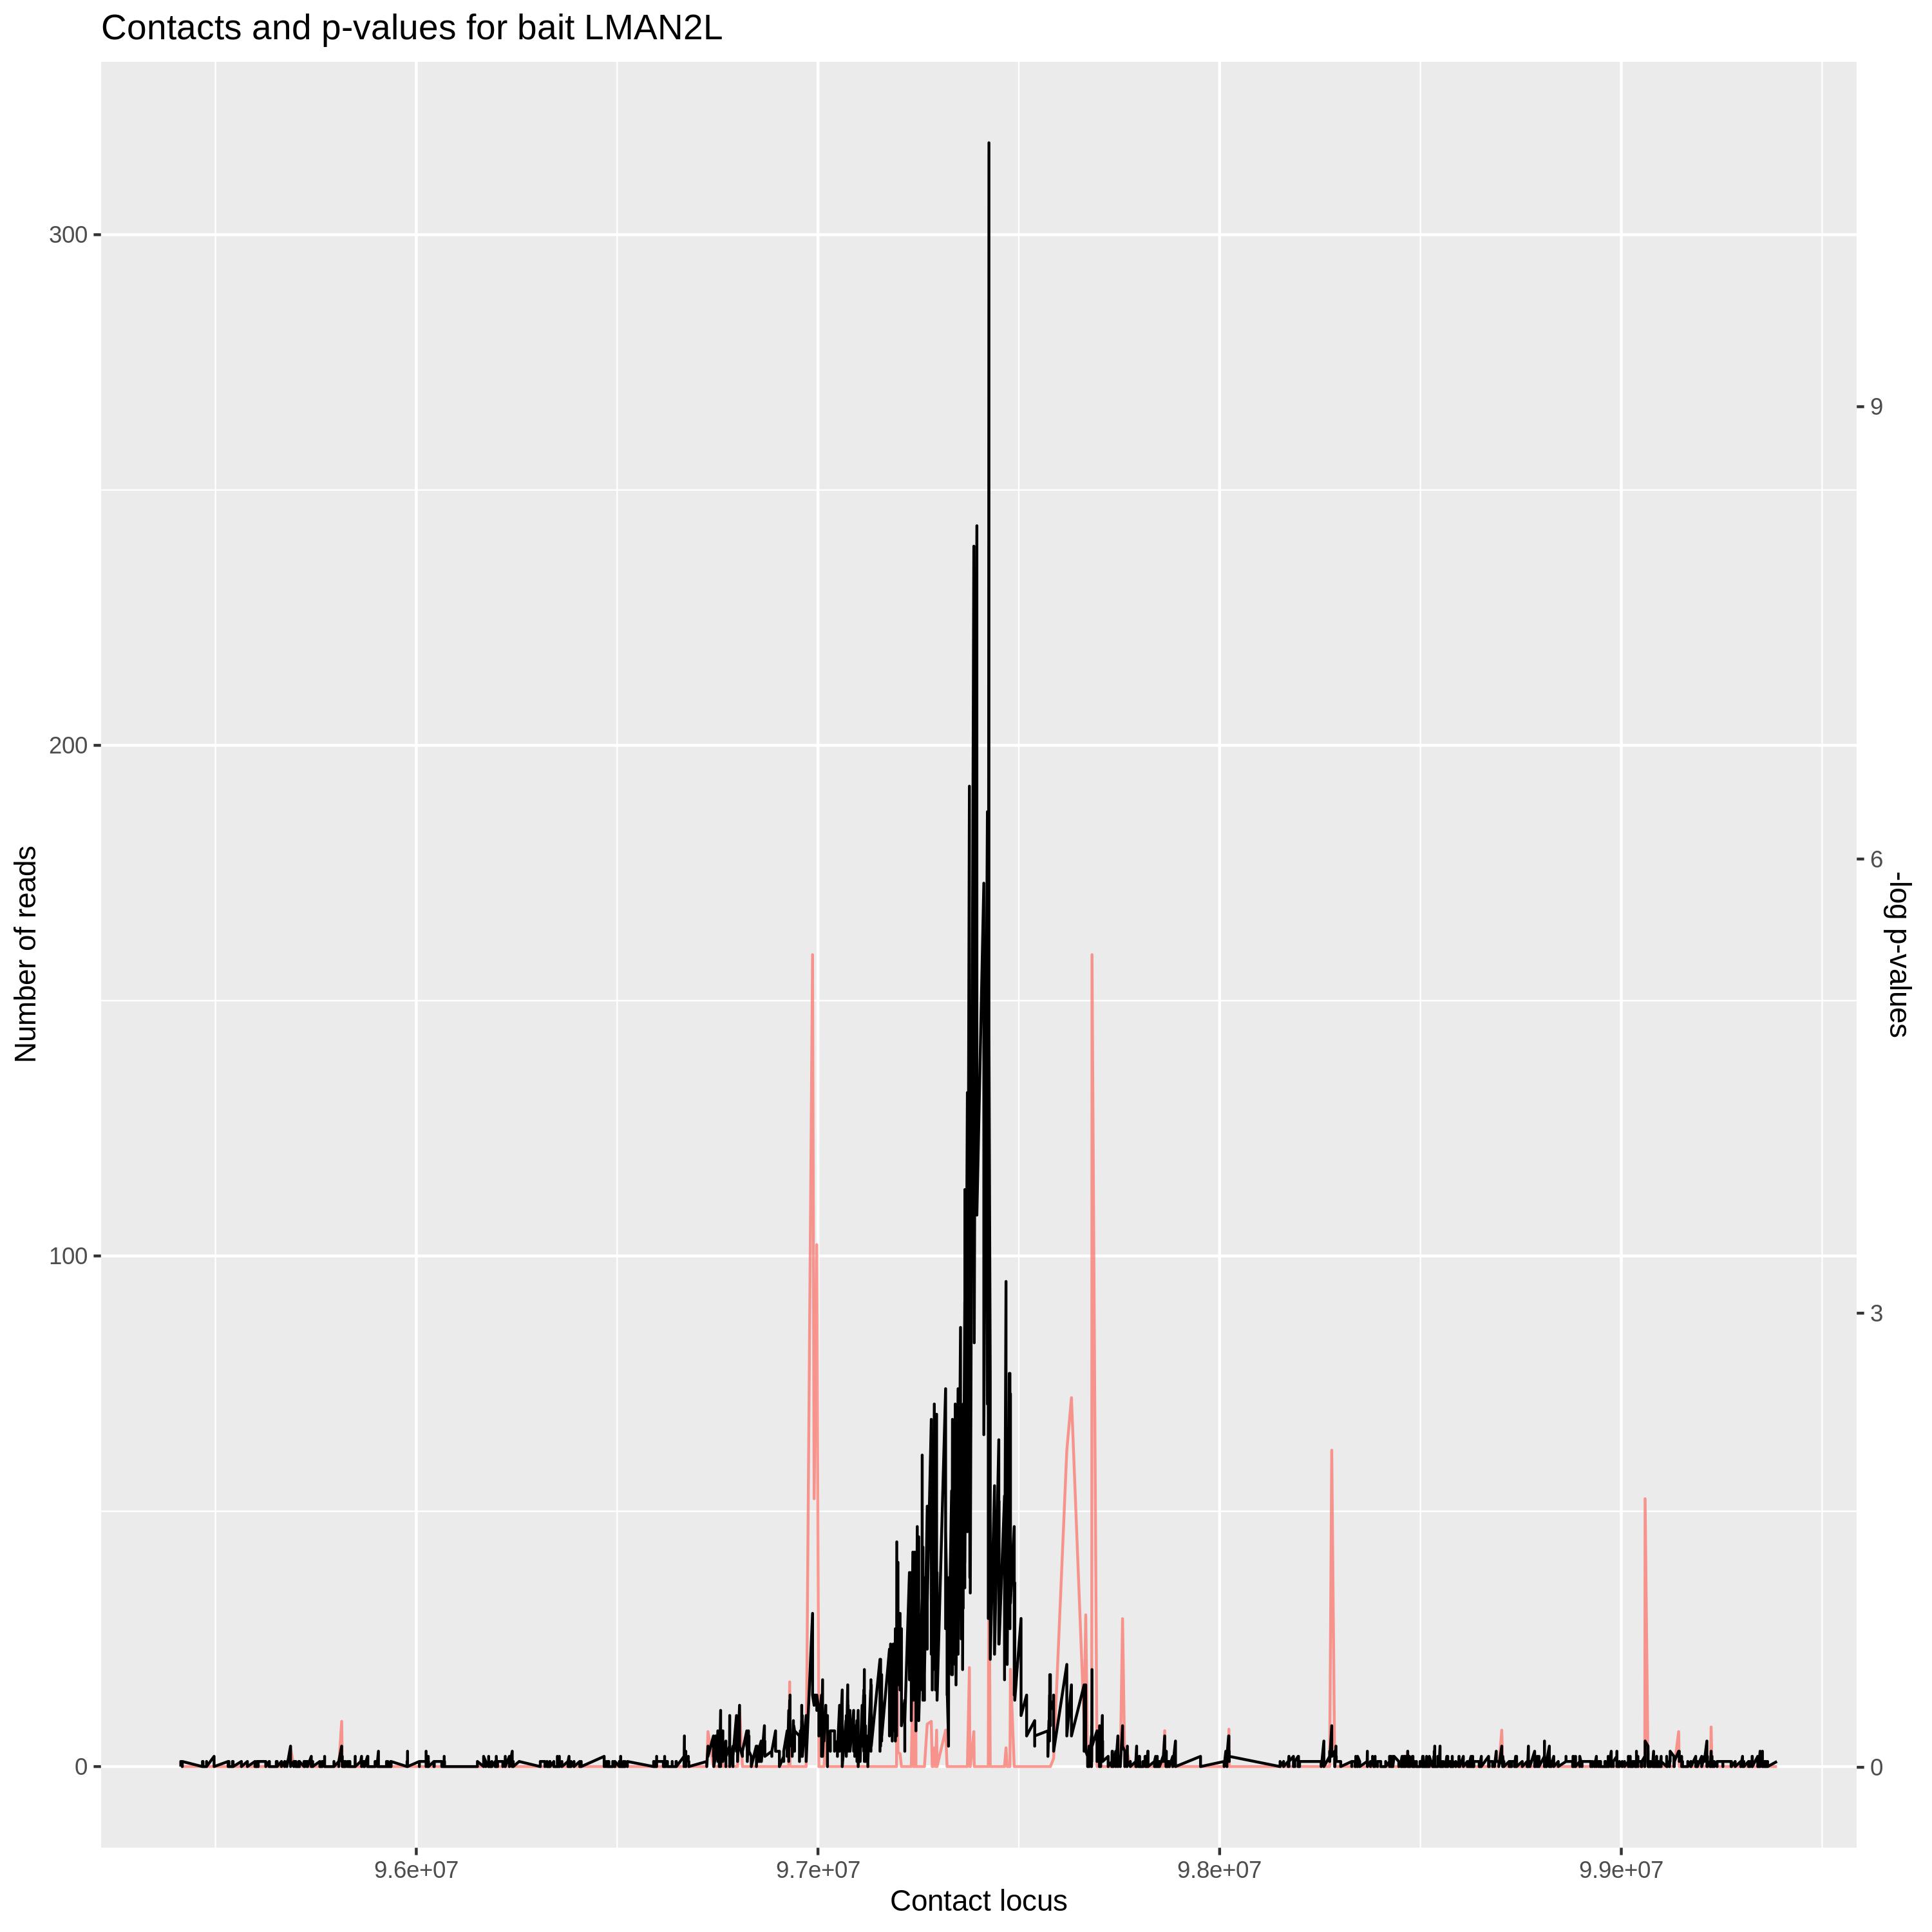 Contacts and p-values for bait LMAN2L
300
200
100
0
Number of reads
9
6
3
0
-log p-values
9.6e+07
9.7e+07
9.8e+07
9.9e+07
Contact locus